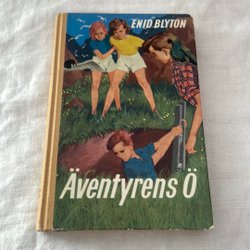 ENID BLYTON
Äventyrens Ö